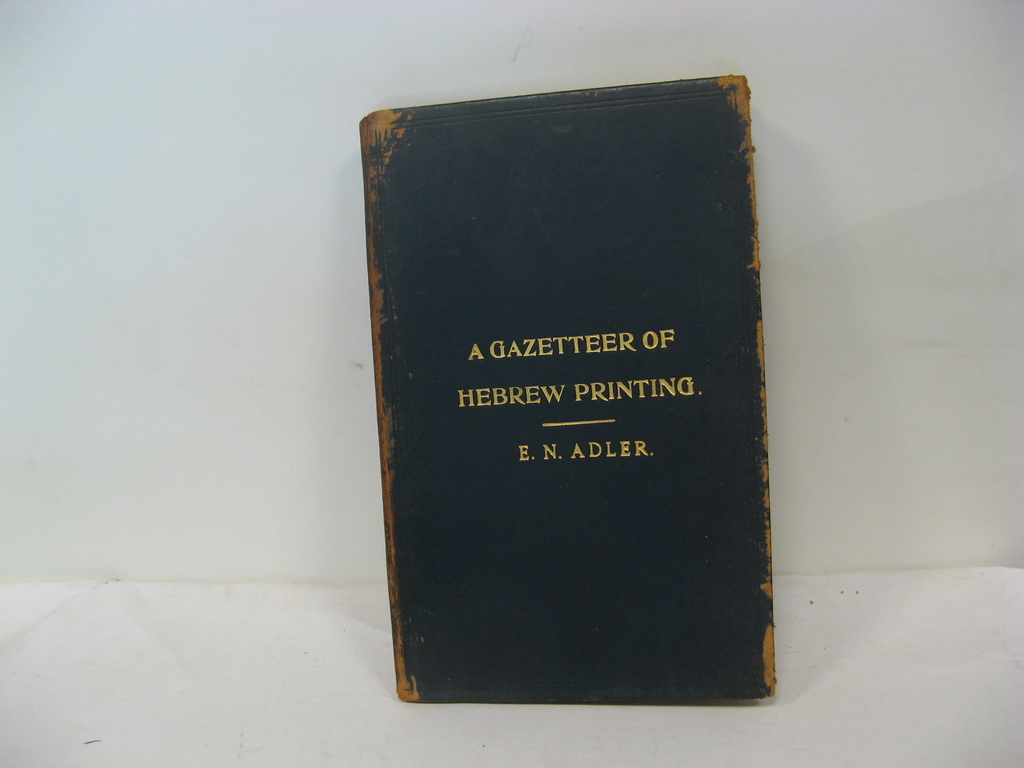 A GAZETTEER OF
HEBREW PRINTING.
E. N. ADLER.